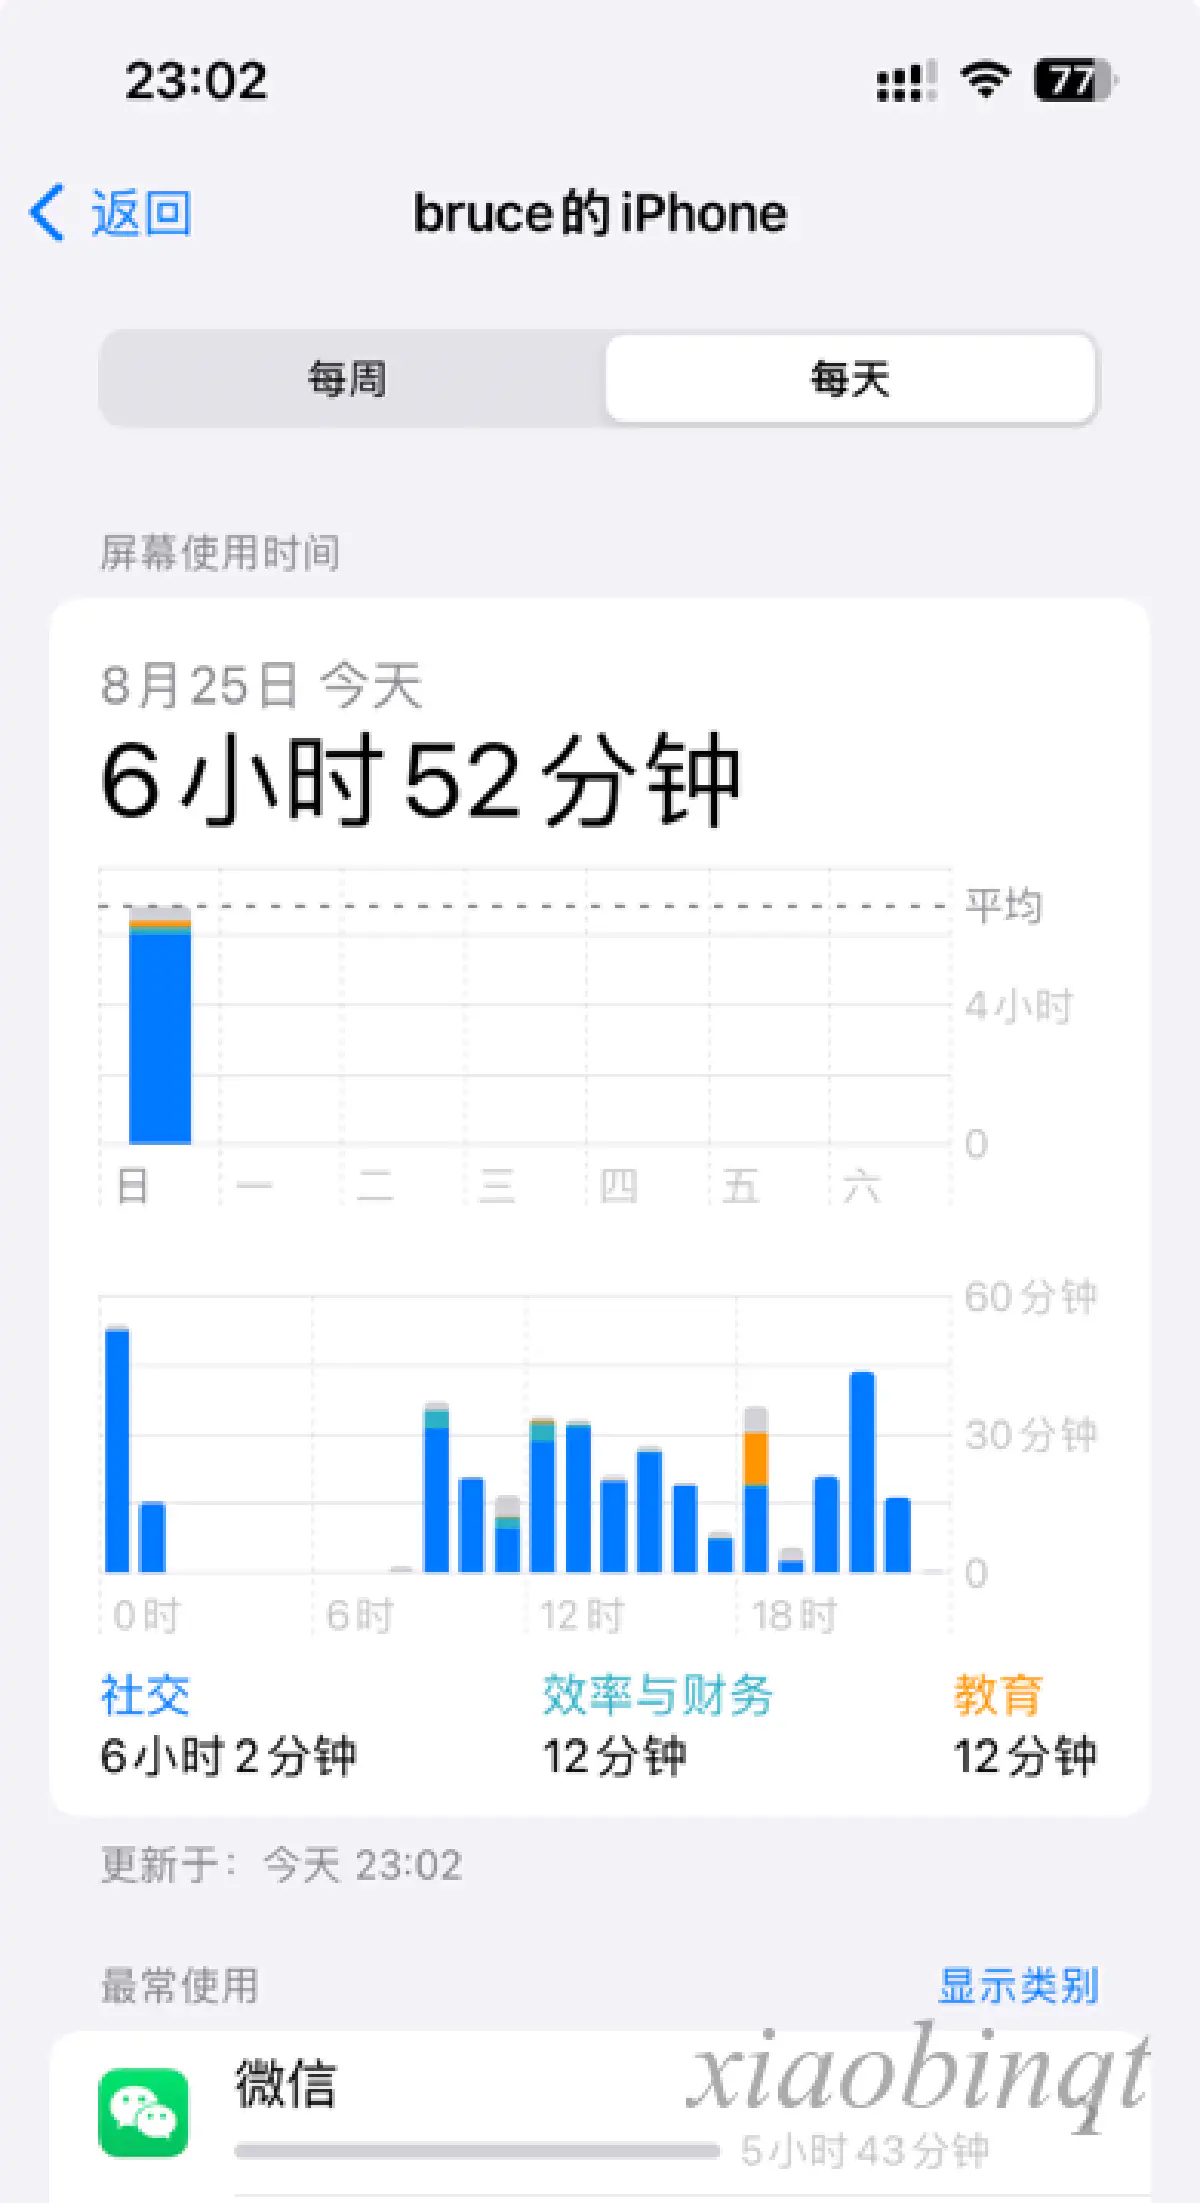 23:02 77
返回 bruce的iPhone
每周 每天
屏幕使用时间
8月25日 今天
6小时52分钟
平均
4小时
0
日 一 二 三 四 五 六
60分钟
30分钟
0
0时 6时 12时 18时
社交 效率与财务 教育
6小时2分钟 12分钟 12分钟
更新于：今天 23:02
最常使用 显示类别
微信
xiaobinqt
5小时43分钟